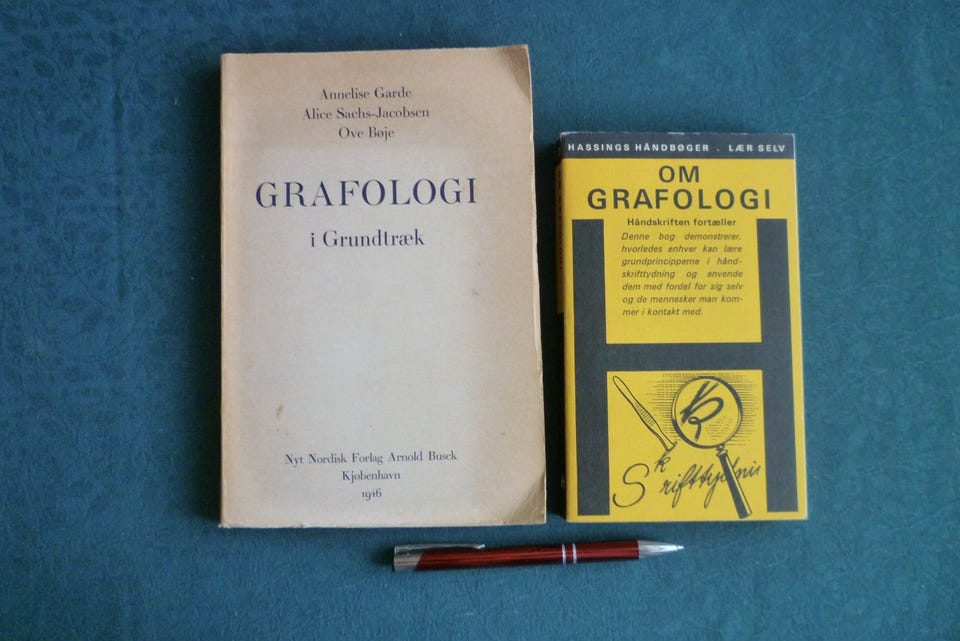 Annelise Garde
Alice Sachs-Jacobsen
Ove Bøje
GRAFOLOGI
i Grundtræk
Nyt Nordisk Forlag Arnold Busck
Kjøbenhavn
1946
HASSINGS HÅNDBØGER . LÆR SELV
OM
GRAFOLOGI
Håndskriften fortæller
Denne bog demonstrerer,
hvorledes enhver kan lære
grundprincipperne i hånd-
skrifttydning og anvende
dem med fordel for sig selv
og de mennesker man kom-
mer i kontakt med.
Skrifttydning